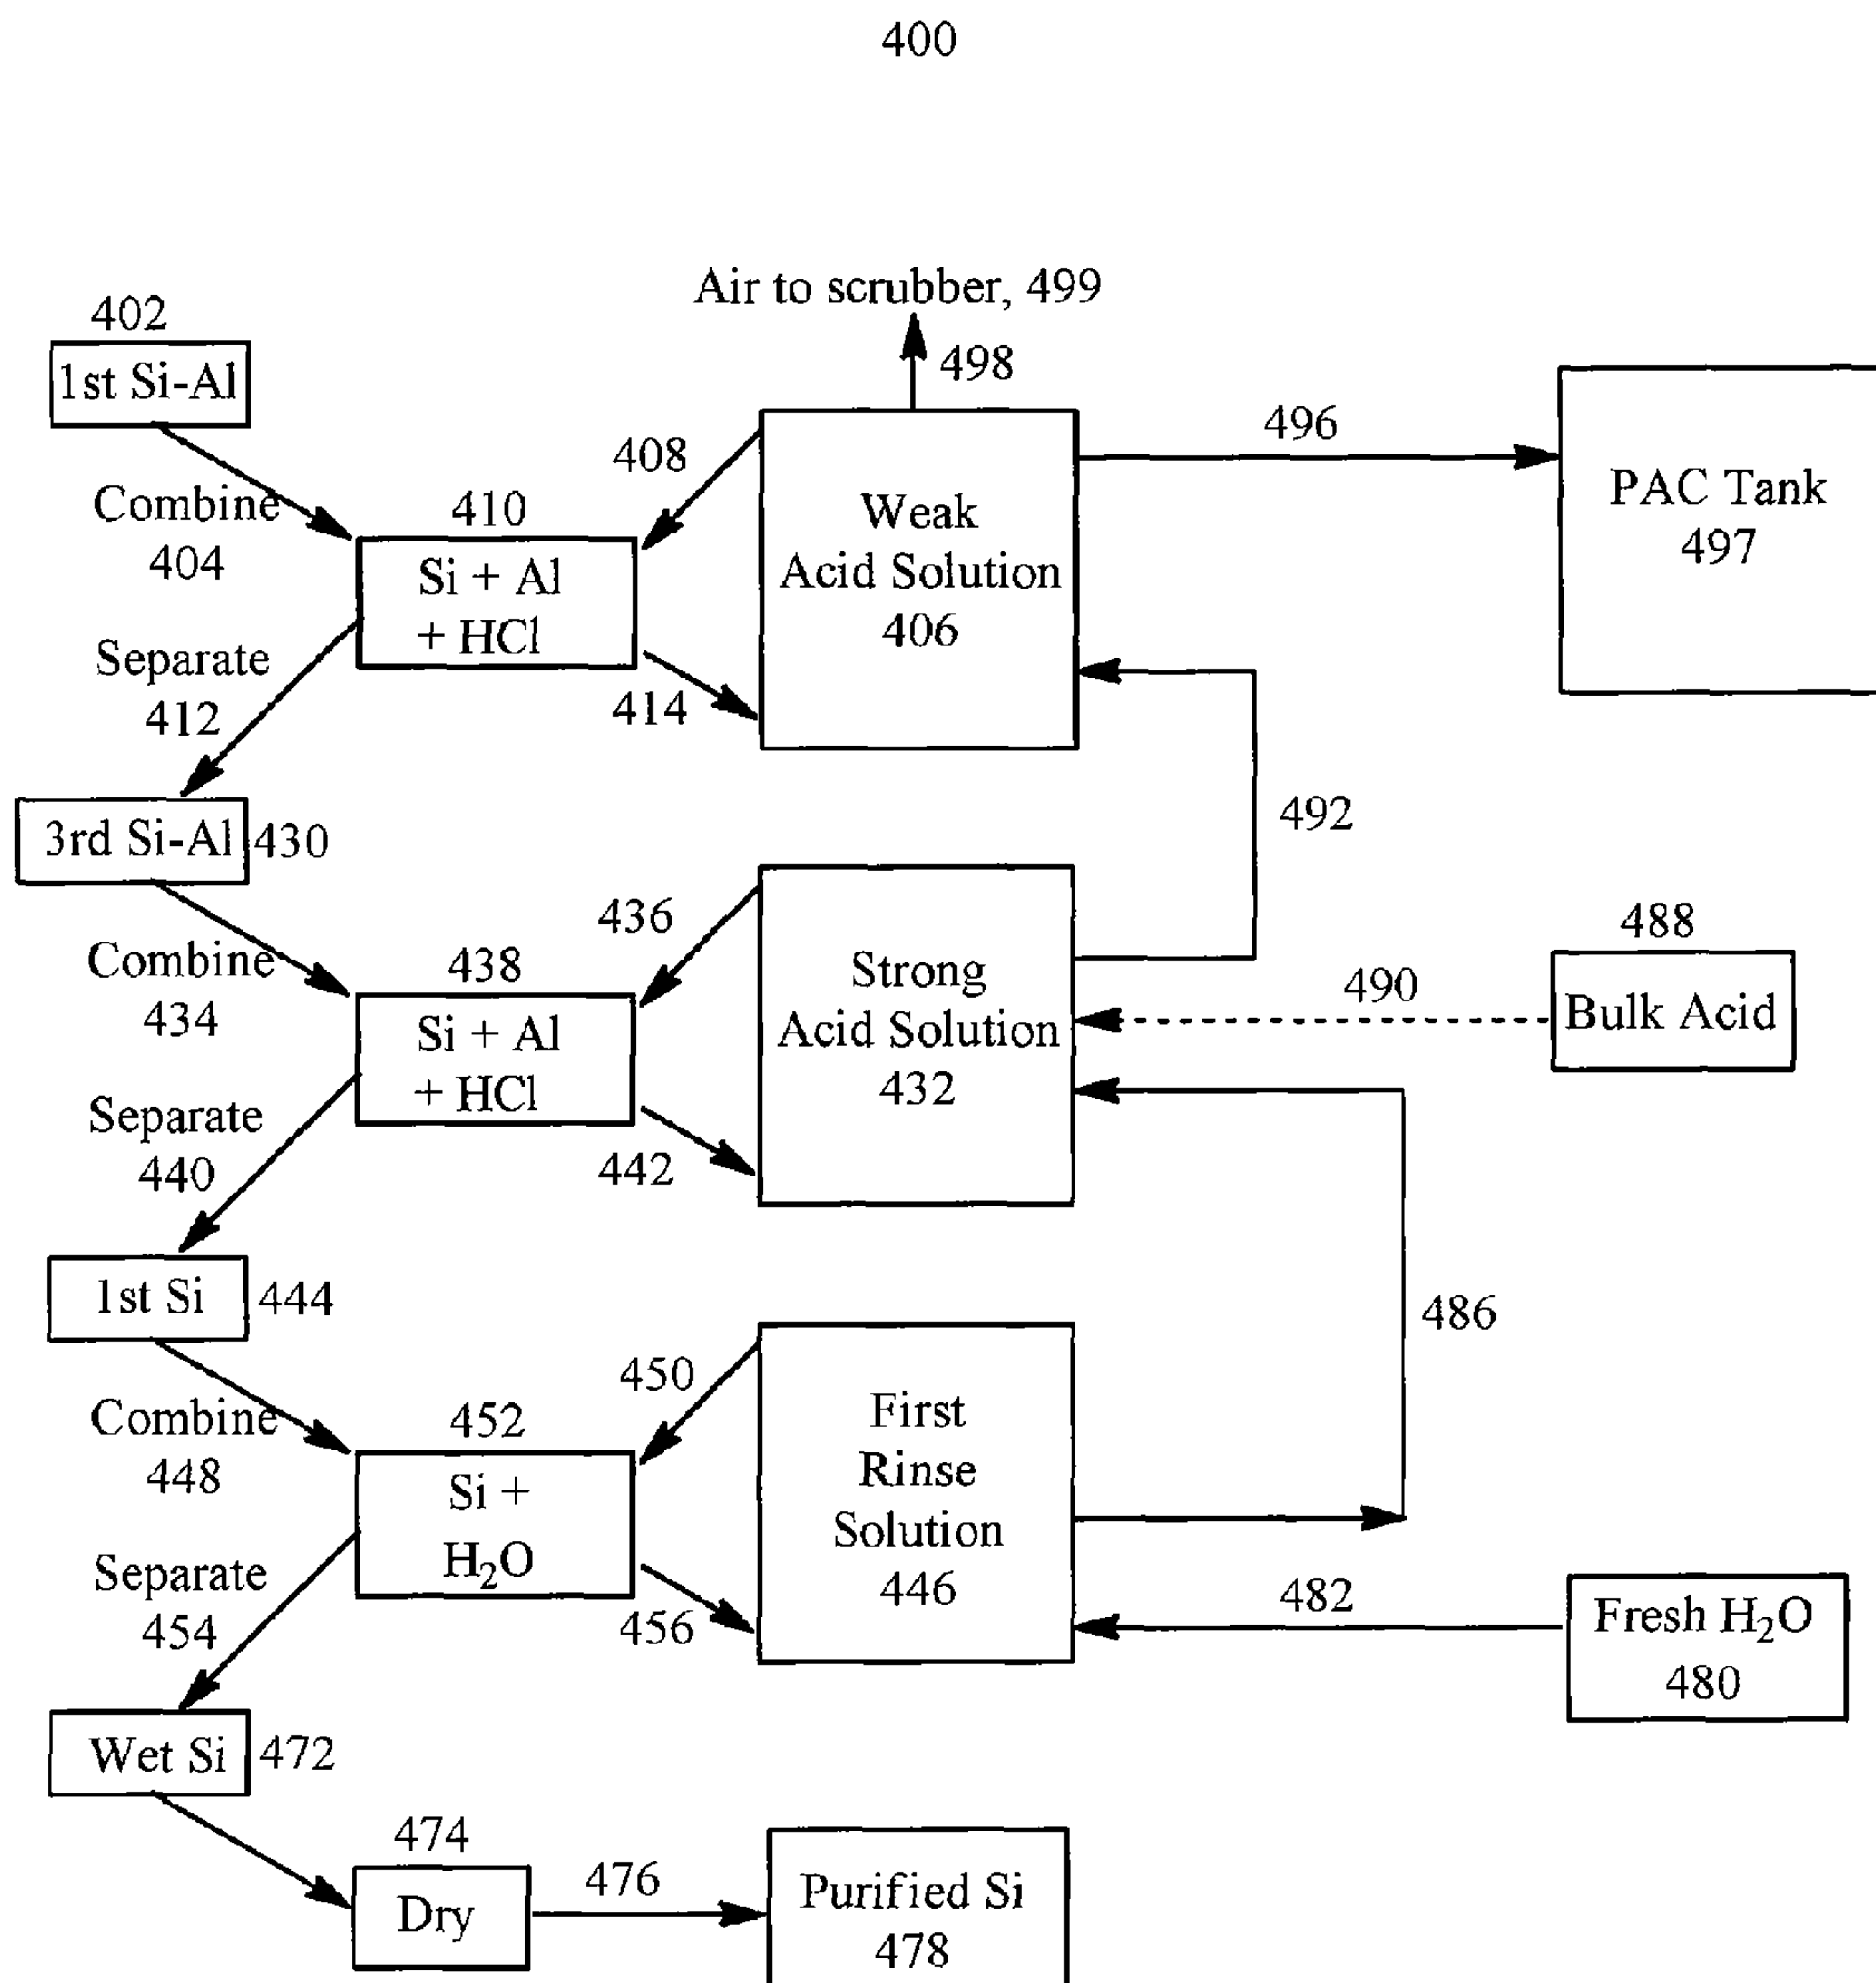 400
Air to scrubber, 499
498
402
1st Si-Al
Combine
404
408
410
Si + Al
+ HCl
Weak
Acid Solution
406
496
PAC Tank
497
Separate
412
414
492
3rd Si-Al
430
Combine
434
436
438
Si + Al
+ HCl
Strong
Acid Solution
432
490
488
Bulk Acid
Separate
440
442
486
1st Si
444
Combine
448
450
452
Si +
H₂O
First
Rinse
Solution
446
482
Fresh H₂O
480
Separate
454
456
Wet Si
472
474
Dry
476
Purified Si
478